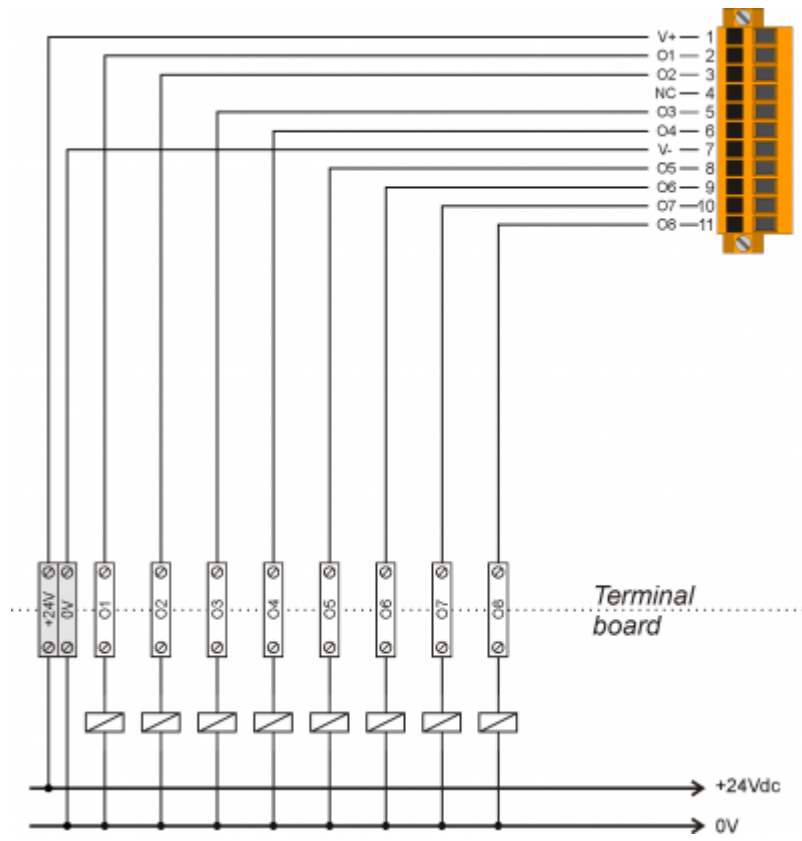 V+ — 1
O1 — 2
O2 — 3
NC — 4
O3 — 5
O4 — 6
V- — 7
O5 — 8
O6 — 9
O7 —10
O8 —11
+24V
0V
O1
O2
O3
O4
O5
O6
O7
O8
Terminal
board
+24Vdc
0V